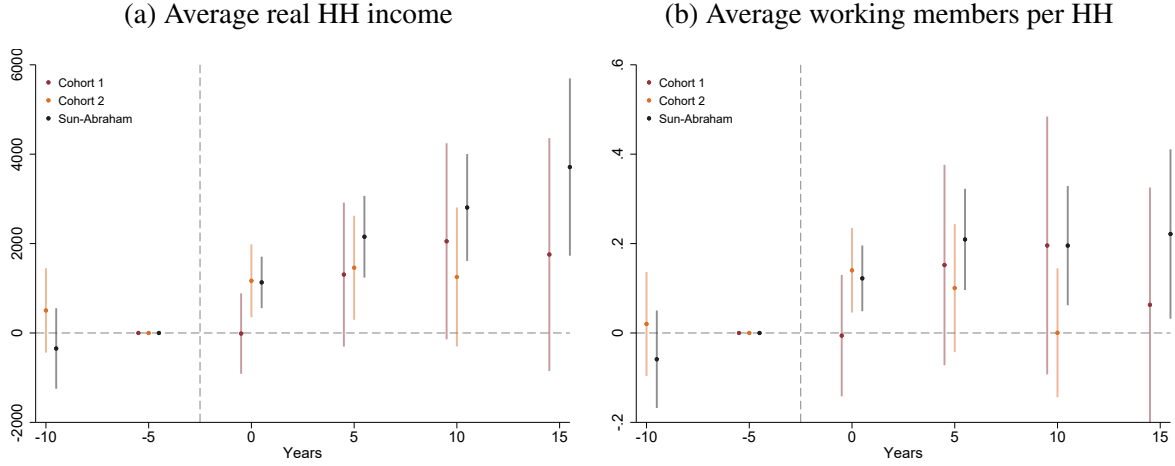 (a) Average real HH income
6000
4000
2000
0
-2000
Cohort 1
Cohort 2
Sun-Abraham
-10 -5 0 5 10 15
Years
(b) Average working members per HH
.6
.4
.2
0
-.2
Cohort 1
Cohort 2
Sun-Abraham
-10 -5 0 5 10 15
Years